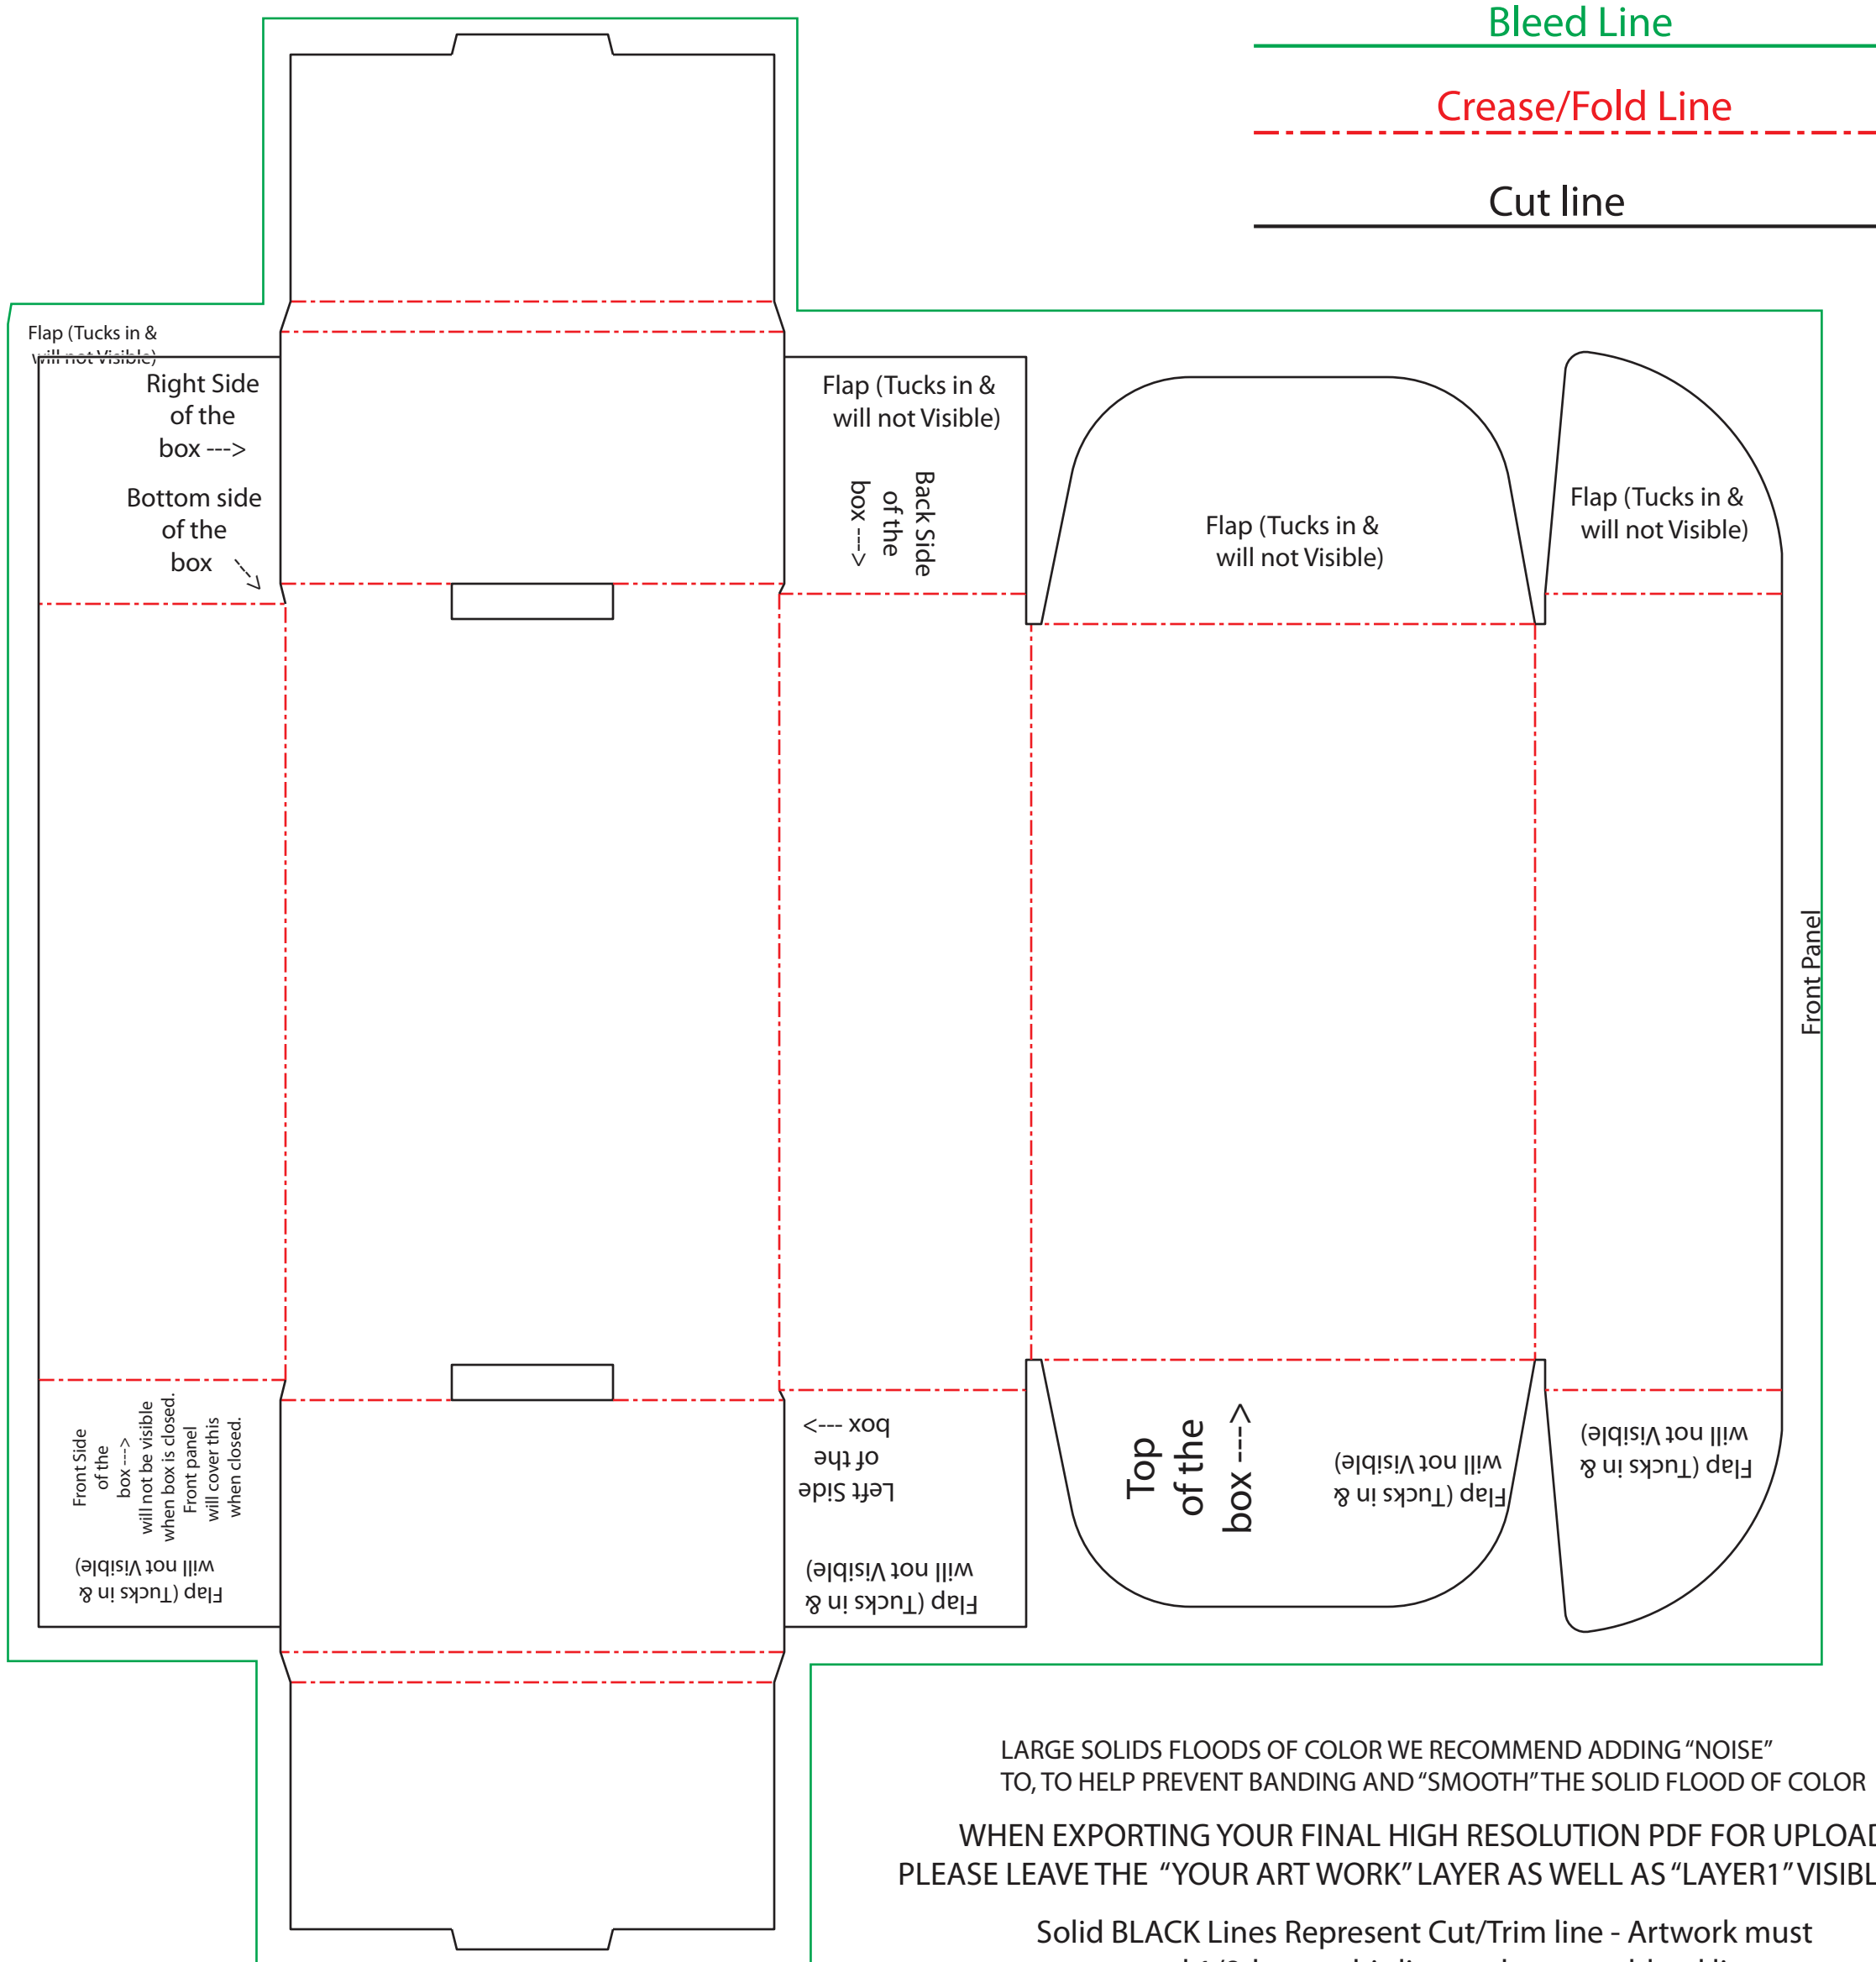 Bleed Line
Crease/Fold Line
Cut line
Flap (Tucks in &
will not Visible)
Right Side
of the
box --->
Bottom side
of the
box
Flap (Tucks in &
will not Visible)
Back Side
of the
box --->
Flap (Tucks in &
will not Visible)
Flap (Tucks in &
will not Visible)
Front Panel
Front Side
of the
box --->
will not be visible
when box is closed.
Front panel
will cover this
when closed.
Flap (Tucks in &
will not Visible)
Left Side
of the
box --->
Flap (Tucks in &
will not Visible)
Top
of the
box ---->
Flap (Tucks in &
will not Visible)
Flap (Tucks in &
will not Visible)
LARGE SOLIDS FLOODS OF COLOR WE RECOMMEND ADDING “NOISE”
TO, TO HELP PREVENT BANDING AND “SMOOTH” THE SOLID FLOOD OF COLOR
WHEN EXPORTING YOUR FINAL HIGH RESOLUTION PDF FOR UPLOAD
PLEASE LEAVE THE “YOUR ART WORK” LAYER AS WELL AS “LAYER1” VISIBL
Solid BLACK Lines Represent Cut/Trim line - Artwork must